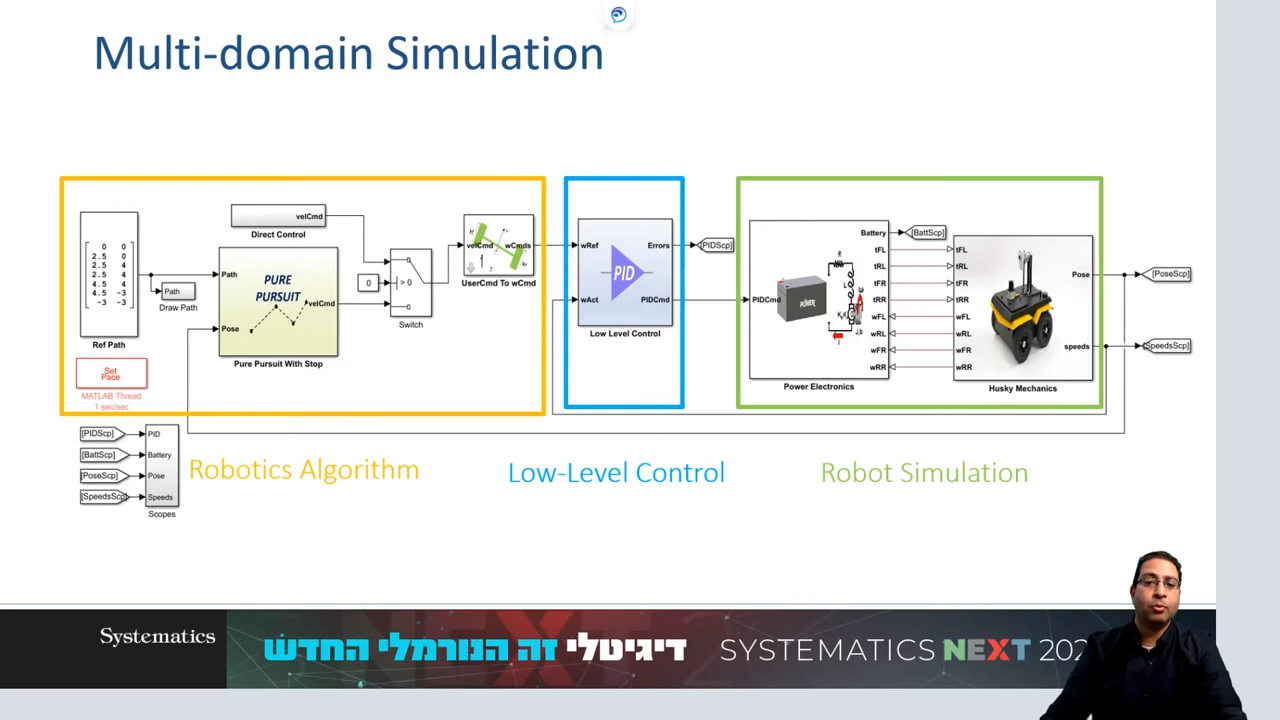 Multi-domain Simulation
0 0
2.5 0
2.5 4
2.5 4
4.5 4
4.5 -3
-3 -3
Ref Path
Set
Pace
MATLAB Thread
1 sec/sec
Path
Draw Path
velCmd
Direct Control
Path
PURE
PURSUIT
velCmd
Pose
Pure Pursuit With Stop
0
> 0
Switch
velCmd
wCmds
UserCmd To wCmd
wRef
Errors
PID
wAct
PIDCmd
Low Level Control
[PIDScp]
Battery
[BattScp]
PIDCmd
POWER
R
L
tFL
tRL
tFR
tRR
wFL
wRL
wFR
wRR
Power Electronics
tFL
tRL
tFR
tRR
wFL
wRL
wFR
wRR
Pose
speeds
Husky Mechanics
[PoseScp]
[SpeedsScp]
[PIDScp]
[BattScp]
[PoseScp]
[SpeedsScp]
PID
Battery
Pose
Speeds
Scopes
Robotics Algorithm
Low-Level Control
Robot Simulation
Systematics
דיגיטלי זה הנורמלי החדש
SYSTEMATICS NEXT 202